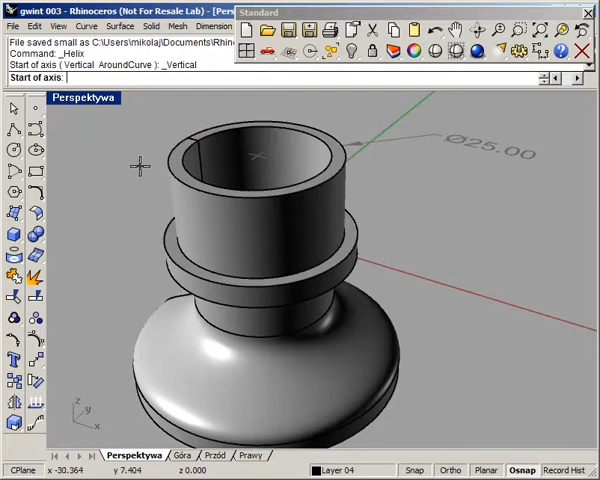 gwint 003 - Rhinoceros (Not For Resale Lab) - [Pers
Standard
File Edit View Curve Surface Solid Mesh Dimension
File saved small as C:\Users\mikolaj\Documents\Rhino
Command: _Helix
Start of axis ( Vertical AroundCurve ): _Vertical
Start of axis:
Perspektywa
Ø25.00
z
y
x
Perspektywa Góra Przód Prawy
CPlane x -30.364 y 7.404 z 0.000 Layer 04 Snap Ortho Planar Osnap Record Hist